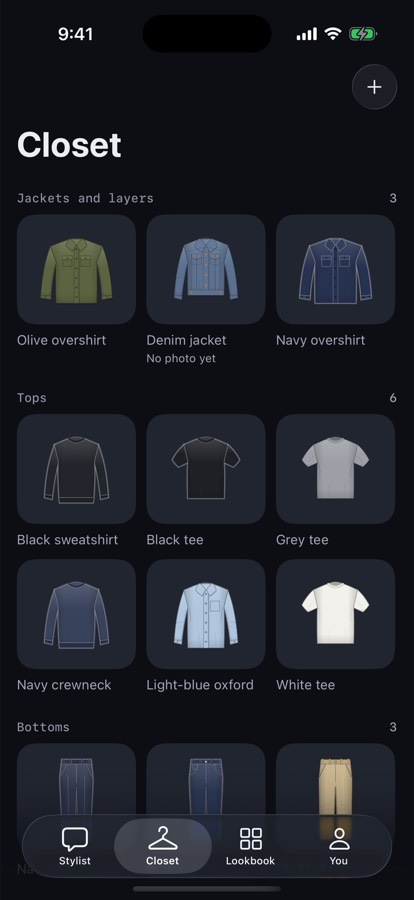 9:41
Closet
Jackets and layers 3
Olive overshirt Denim jacket Navy overshirt
No photo yet
Tops 6
Black sweatshirt Black tee Grey tee
Navy crewneck Light-blue oxford White tee
Bottoms 3
Stylist Closet Lookbook You